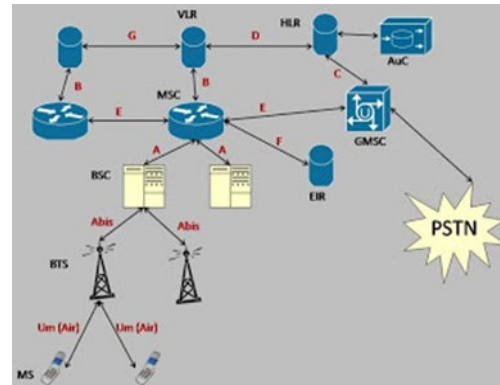 VLR
HLR
G
D
AuC
B
B
C
MSC
E
E
GMSC
A
A
F
BSC
EIR
Abis
Abis
PSTN
BTS
Um (Air)
Um (Air)
MS